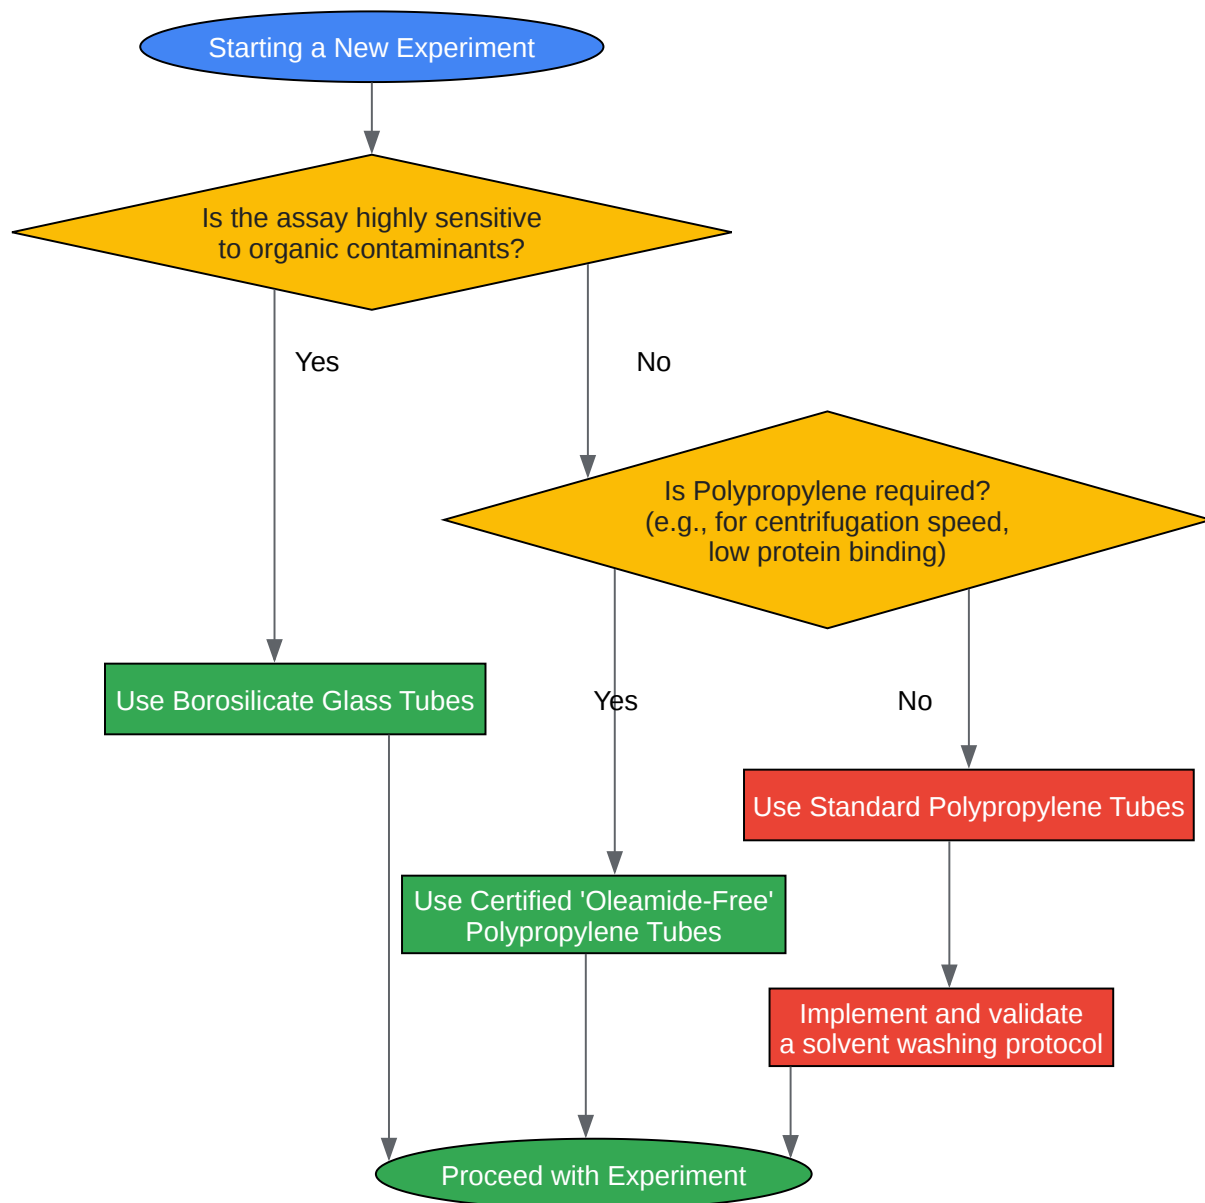 Starting a New Experiment
Is the assay highly sensitive
to organic contaminants?
Yes
No
Is Polypropylene required?
(e.g., for centrifugation speed,
low protein binding)
Use Borosilicate Glass Tubes
Yes
No
Use Standard Polypropylene Tubes
Use Certified 'Oleamide-Free'
Polypropylene Tubes
Implement and validate
a solvent washing protocol
Proceed with Experiment